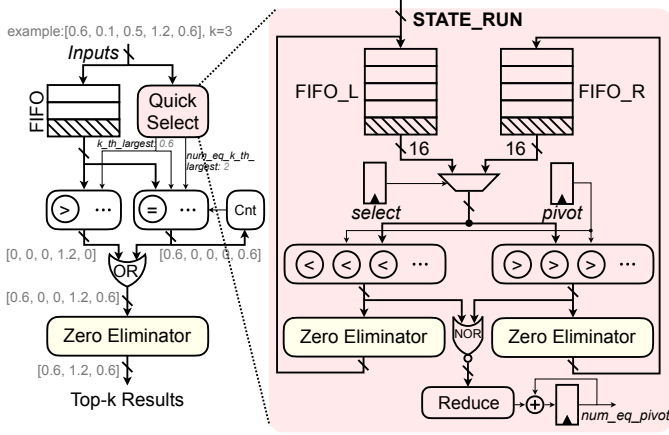 example:[0.6, 0.1, 0.5, 1.2, 0.6], k=3
Inputs
FIFO
Quick
Select
k_th_largest: 0.6
num_eq_k_th_
largest: 2
> ...
= ...
Cnt
[0, 0, 0, 1.2, 0]
[0.6, 0, 0, 0, 0.6]
OR
[0.6, 0, 0, 1.2, 0.6]
Zero Eliminator
[0.6, 1.2, 0.6]
Top-k Results
STATE_RUN
FIFO_L
FIFO_R
16
16
select
pivot
< < < ...
> > > ...
Zero Eliminator
NOR
Zero Eliminator
Reduce
+
num_eq_pivot